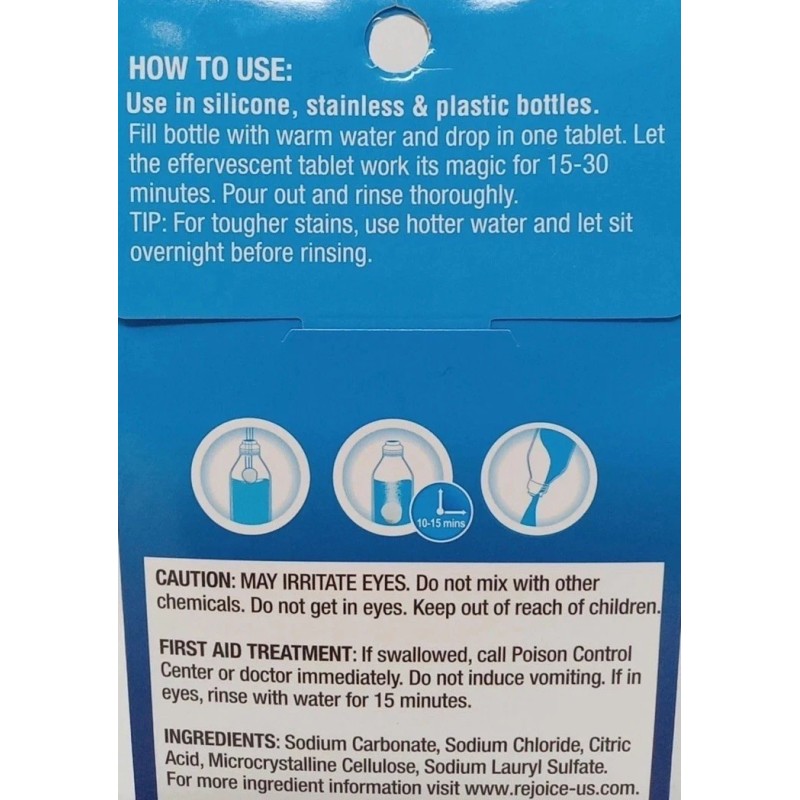 HOW TO USE:
Use in silicone, stainless & plastic bottles.
Fill bottle with warm water and drop in one tablet. Let
the effervescent tablet work its magic for 15-30
minutes. Pour out and rinse thoroughly.
TIP: For tougher stains, use hotter water and let sit
overnight before rinsing.
10-15 mins
CAUTION: MAY IRRITATE EYES. Do not mix with other
chemicals. Do not get in eyes. Keep out of reach of children.
FIRST AID TREATMENT: If swallowed, call Poison Control
Center or doctor immediately. Do not induce vomiting. If in
eyes, rinse with water for 15 minutes.
INGREDIENTS: Sodium Carbonate, Sodium Chloride, Citric
Acid, Microcrystalline Cellulose, Sodium Lauryl Sulfate.
For more ingredient information visit www.rejoice-us.com.